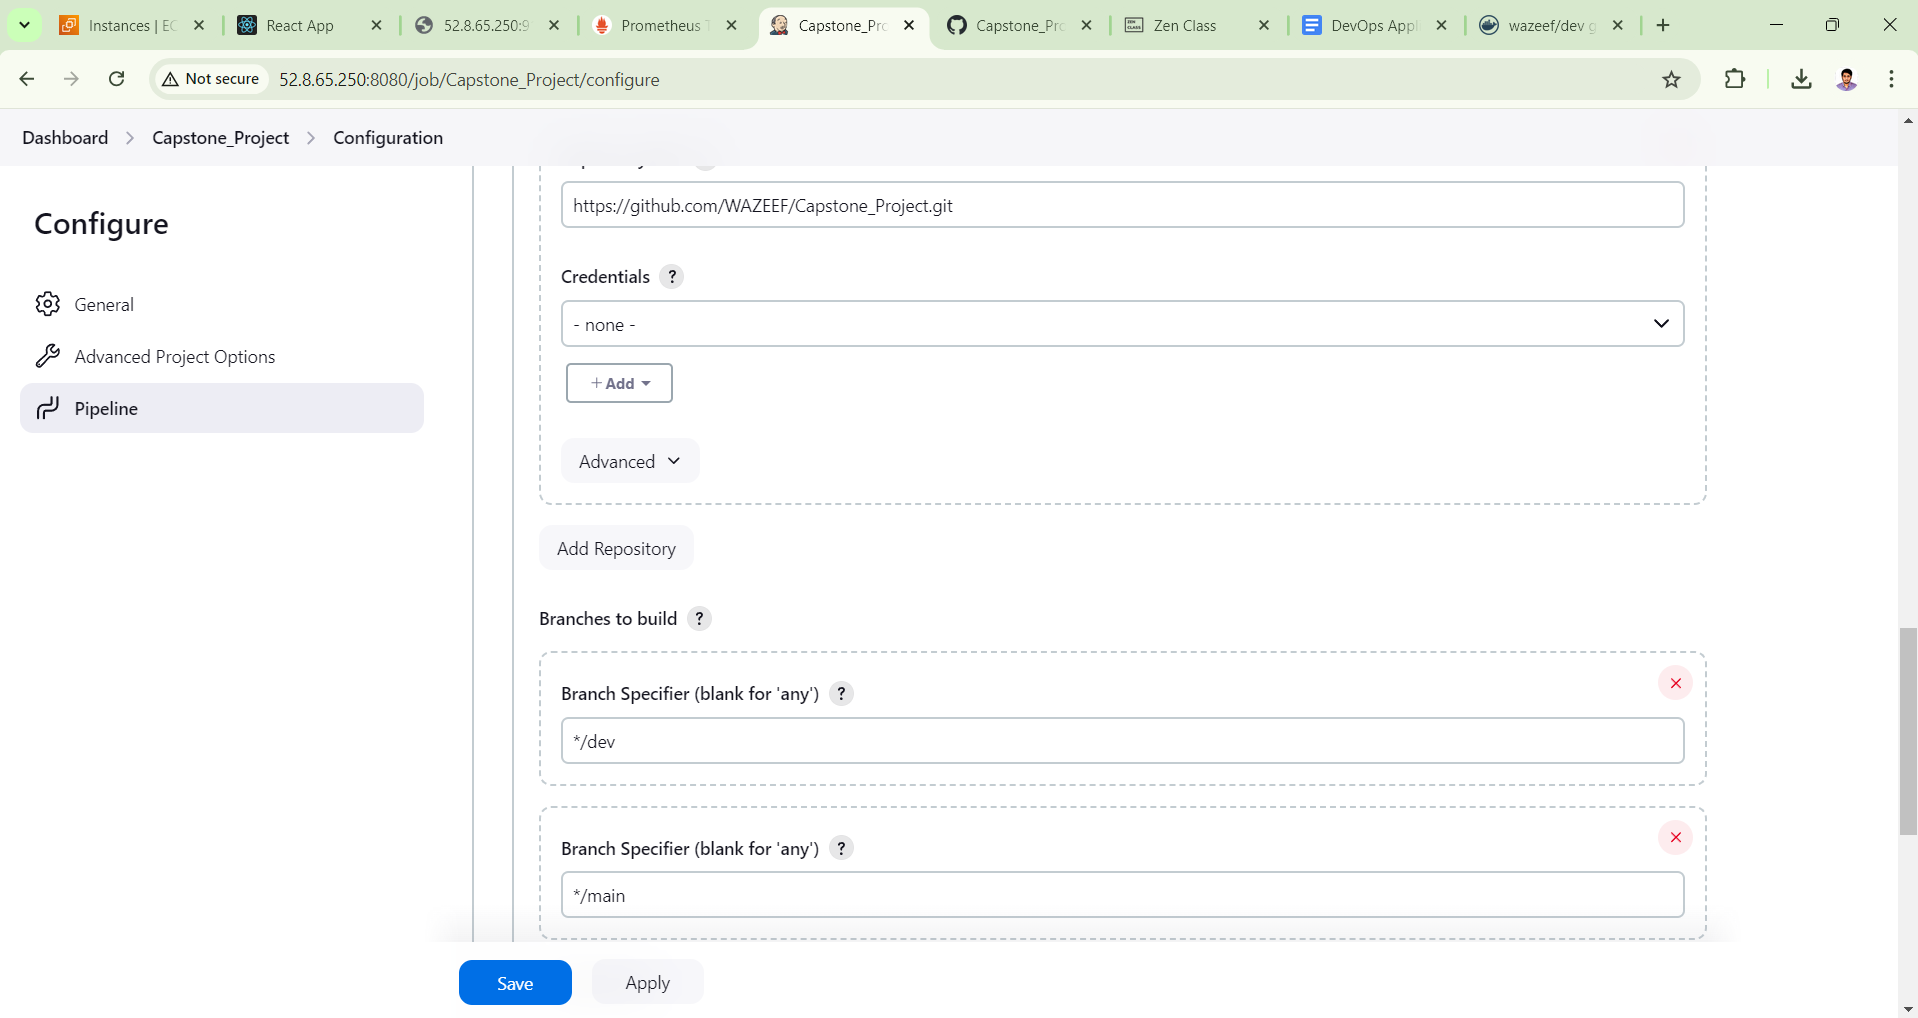 Instances | EC
React App
52.8.65.250:9
Prometheus T
Capstone_Pro
Capstone_Pro
Zen Class
DevOps Appl
wazeef/dev g
Not secure
52.8.65.250:8080/job/Capstone_Project/configure
Dashboard
Capstone_Project
Configuration
Configure
General
Advanced Project Options
Pipeline
https://github.com/WAZEEF/Capstone_Project.git
Credentials ?
- none -
+ Add
Advanced
Add Repository
Branches to build ?
Branch Specifier (blank for 'any') ?
*/dev
Branch Specifier (blank for 'any') ?
*/main
Save
Apply